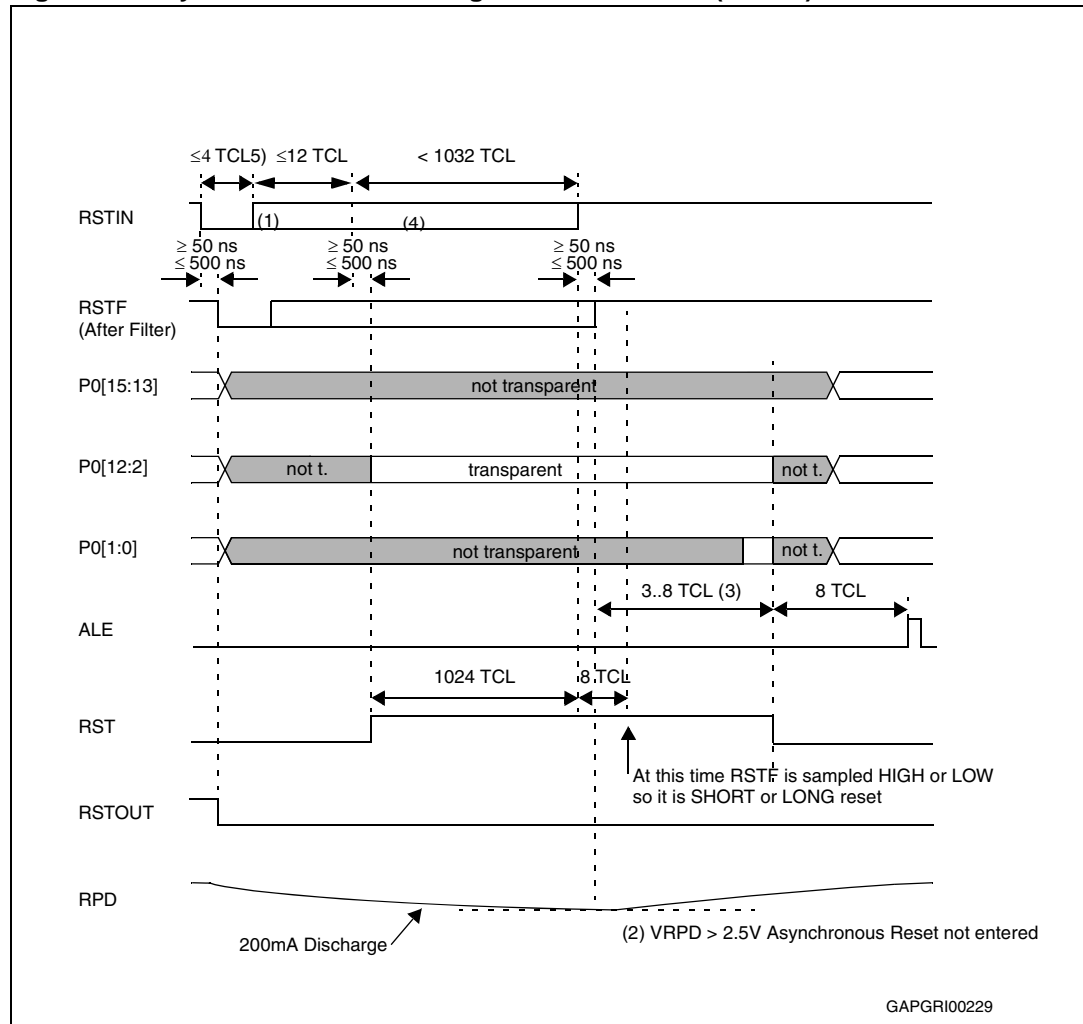 ≤4 TCL5) ≤12 TCL < 1032 TCL
RSTIN
(1) (4)
≥ 50 ns ≥ 50 ns ≥ 50 ns
≤ 500 ns ≤ 500 ns ≤ 500 ns
RSTF
(After Filter)
P0[15:13] not transparent
P0[12:2] not t. transparent not t.
P0[1:0] not transparent not t.
3..8 TCL (3) 8 TCL
ALE
1024 TCL 8 TCL
RST
At this time RSTF is sampled HIGH or LOW
so it is SHORT or LONG reset
RSTOUT
RPD
200mA Discharge
(2) VRPD > 2.5V Asynchronous Reset not entered
GAPGRI00229